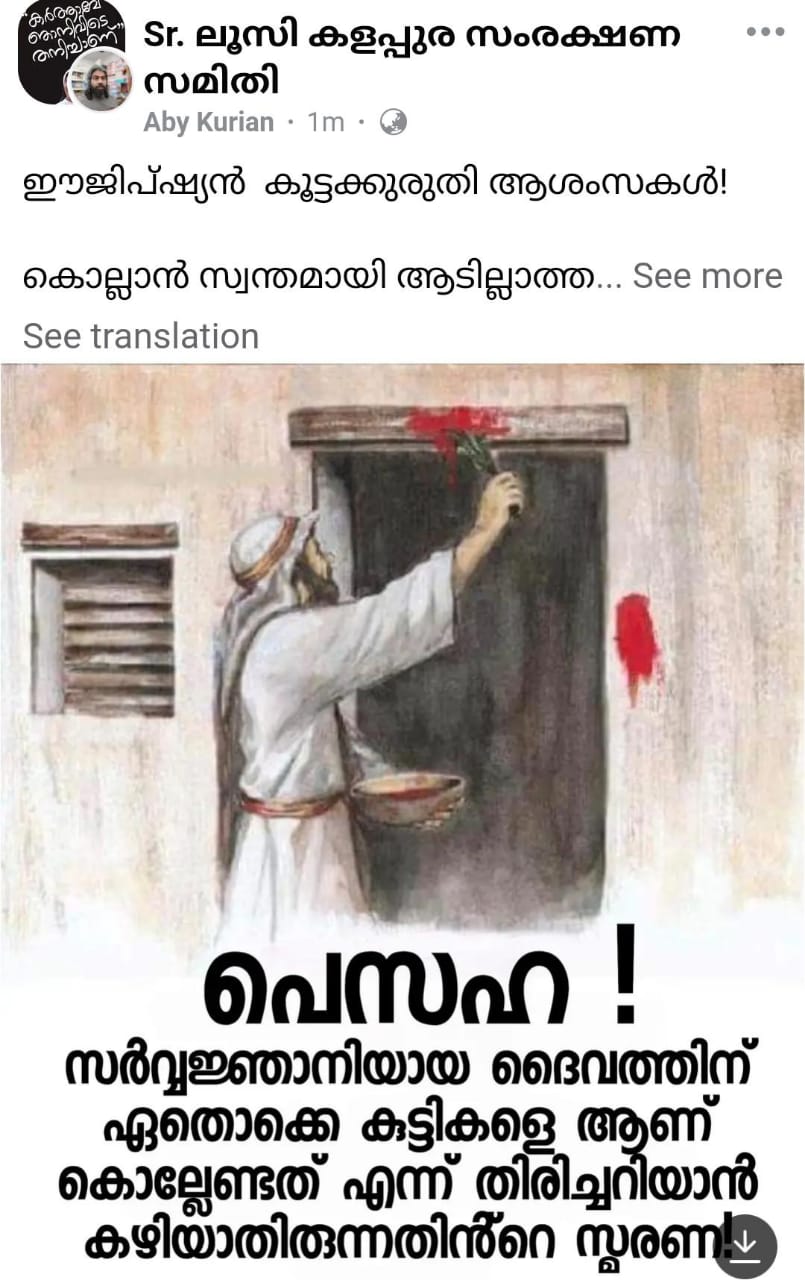 "കർത്താവേ
ഞാനിവിടെ
തനിച്ചാണ്"
Sr. ലൂസി കളപ്പുര സംരക്ഷണ
സമിതി
Aby Kurian · 1m ·
ഈജിപ്ഷ്യൻ കൂട്ടക്കുരുതി ആശംസകൾ!
കൊല്ലാൻ സ്വന്തമായി ആടില്ലാത്ത... See more
See translation
പെസഹ !
സർവ്വജ്ഞാനിയായ ദൈവത്തിന്
ഏതൊക്കെ കുട്ടികളെ ആണ്
കൊല്ലേണ്ടത് എന്ന് തിരിച്ചറിയാൻ
കഴിയാതിരുന്നതിൻ്റെ സ്മരണ!